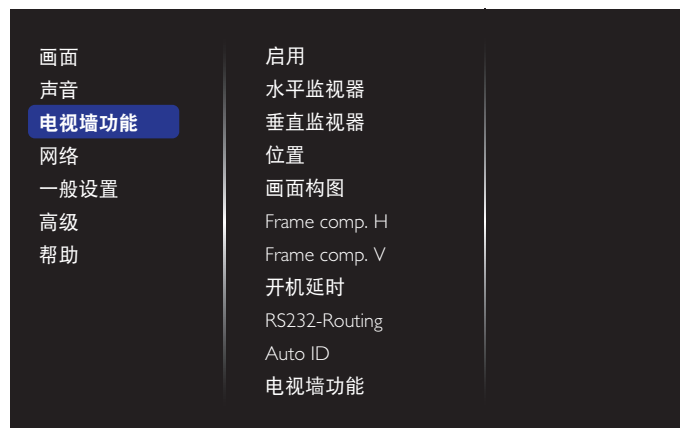 画面
声音
电视墙功能
网络
一般设置
高级
帮助
启用
水平监视器
垂直监视器
位置
画面构图
Frame comp. H
Frame comp. V
开机延时
RS232-Routing
Auto ID
电视墙功能